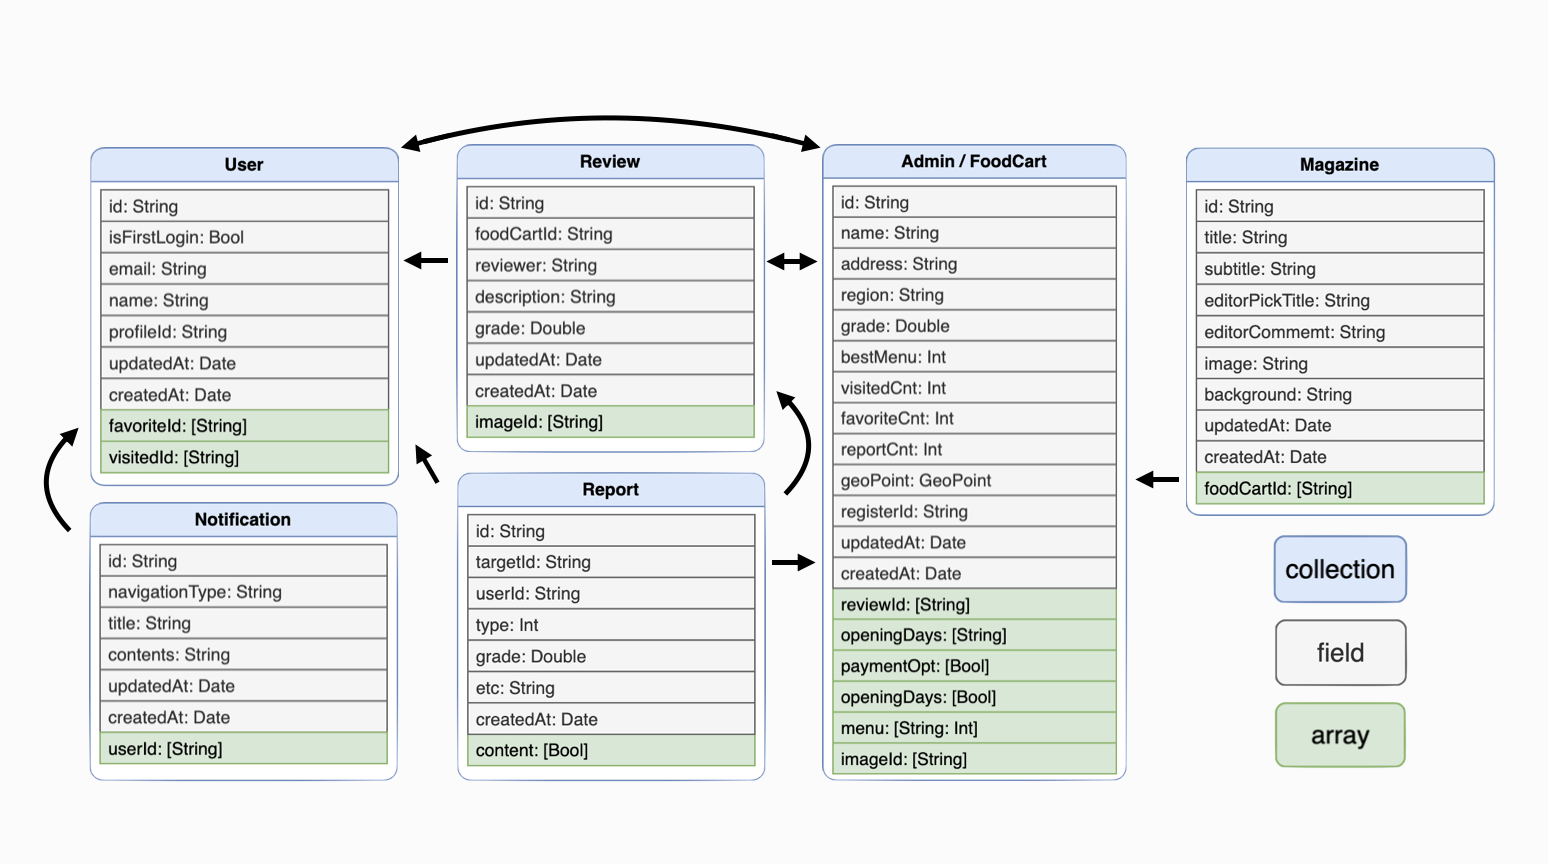 User
id: String
isFirstLogin: Bool
email: String
name: String
profileId: String
updatedAt: Date
createdAt: Date
favoriteId: [String]
visitedId: [String]
Notification
id: String
navigationType: String
title: String
contents: String
updatedAt: Date
createdAt: Date
userId: [String]
Review
id: String
foodCartId: String
reviewer: String
description: String
grade: Double
updatedAt: Date
createdAt: Date
imageId: [String]
Report
id: String
targetId: String
userId: String
type: Int
grade: Double
etc: String
createdAt: Date
content: [Bool]
Admin / FoodCart
id: String
name: String
address: String
region: String
grade: Double
bestMenu: Int
visitedCnt: Int
favoriteCnt: Int
reportCnt: Int
geoPoint: GeoPoint
registerId: String
updatedAt: Date
createdAt: Date
reviewId: [String]
openingDays: [String]
paymentOpt: [Bool]
openingDays: [Bool]
menu: [String: Int]
imageId: [String]
Magazine
id: String
title: String
subtitle: String
editorPickTitle: String
editorCommemt: String
image: String
background: String
updatedAt: Date
createdAt: Date
foodCartId: [String]
collection
field
array